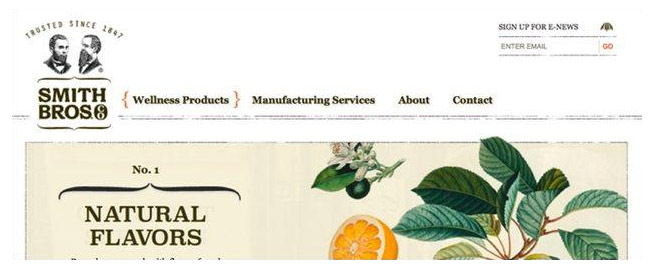 TRUSTED SINCE 1847
SMITH
BROS. Co
SIGN UP FOR E-NEWS
ENTER EMAIL GO
{ Wellness Products } Manufacturing Services About Contact
No. 1
NATURAL
FLAVORS